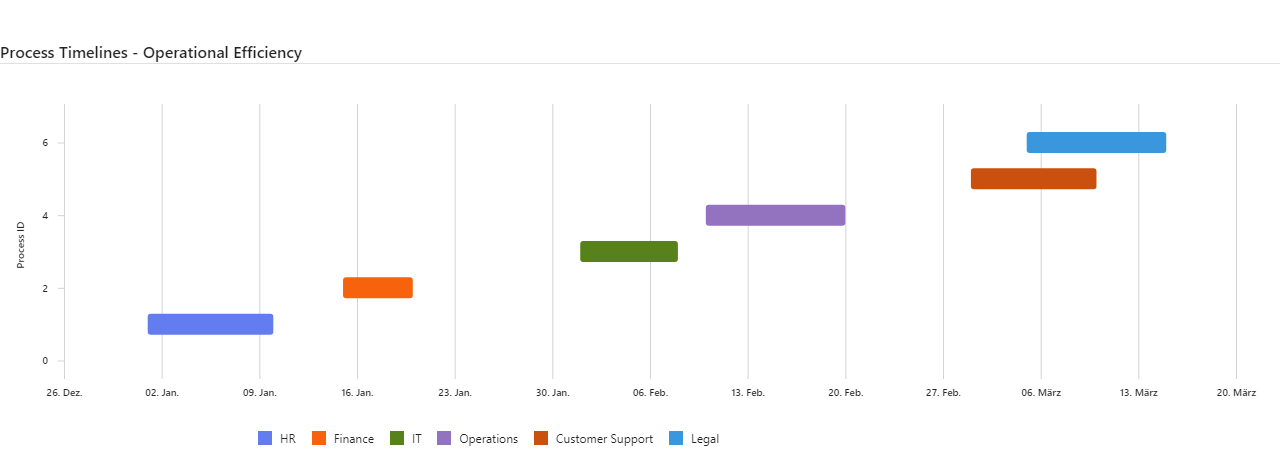 Process Timelines - Operational Efficiency
6
4
2
0
Process ID
26. Dez. 02. Jan. 09. Jan. 16. Jan. 23. Jan. 30. Jan. 06. Feb. 13. Feb. 20. Feb. 27. Feb. 06. März 13. März 20. März
HR Finance IT Operations Customer Support Legal